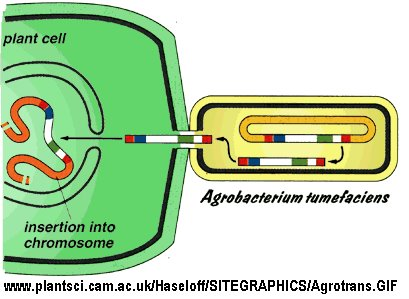 plant cell
Agrobacterium tumefaciens
insertion into
chromosome
www.plantsci.cam.ac.uk/Haseloff/SITEGRAPHICS/Agrotrans.GIF